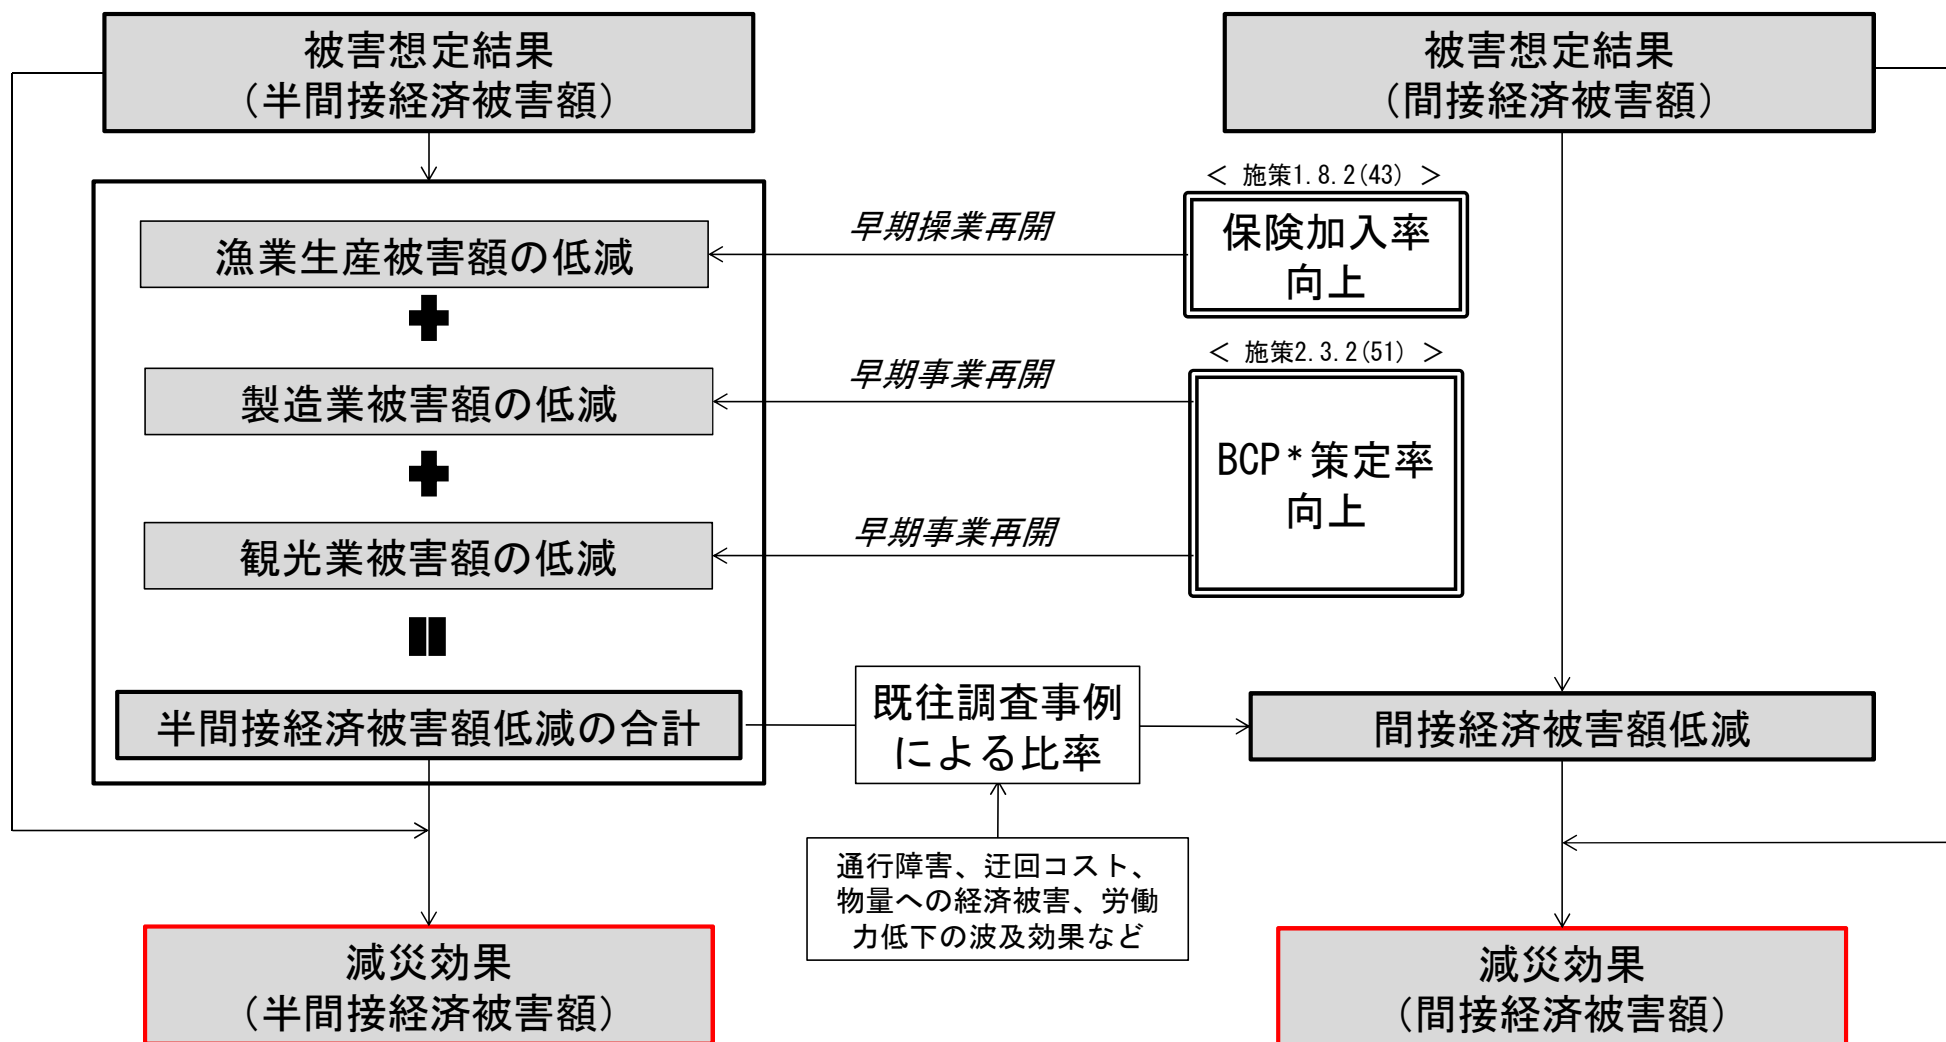 被害想定結果
（半間接経済被害額）
被害想定結果
（間接経済被害額）
＜ 施策1.8.2(43) ＞
保険加入率
向上
早期操業再開
漁業生産被害額の低減
＜ 施策2.3.2(51) ＞
早期事業再開
製造業被害額の低減
BCP*策定率
向上
早期事業再開
観光業被害額の低減
半間接経済被害額低減の合計
既往調査事例
による比率
間接経済被害額低減
通行障害、迂回コスト、
物量への経済被害、労働
力低下の波及効果など
減災効果
（半間接経済被害額）
減災効果
（間接経済被害額）